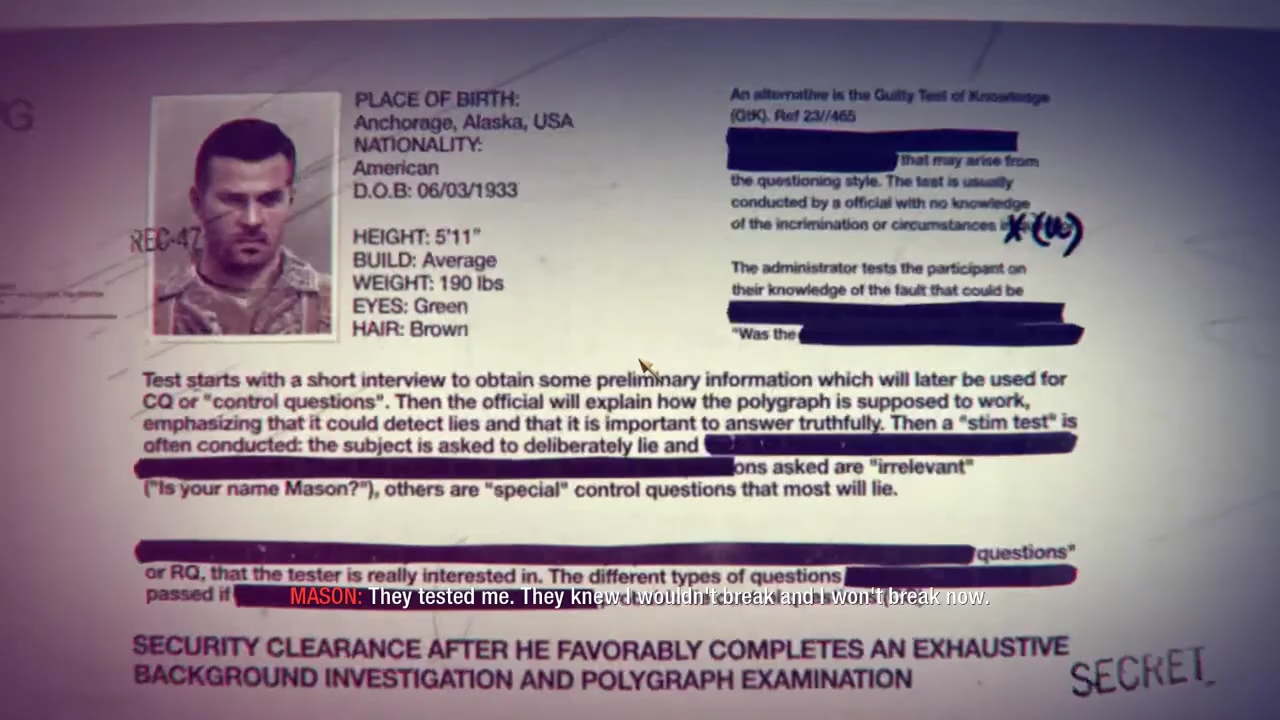 G
REC-47
PLACE OF BIRTH:
Anchorage, Alaska, USA
NATIONALITY:
American
D.O.B: 06/03/1933
HEIGHT: 5'11"
BUILD: Average
WEIGHT: 190 lbs
EYES: Green
HAIR: Brown
An alternative is the Guilty Test of Knowledge
(GtK). Ref 23//465
that may arise from
the questioning style. The test is usually
conducted by a official with no knowledge
of the incrimination or circumstances
The administrator tests the participant on
their knowledge of the fault that could be
"Was the
Test starts with a short interview to obtain some preliminary information which will later be used for
CQ or "control questions". Then the official will explain how the polygraph is supposed to work,
emphasizing that it could detect lies and that it is important to answer truthfully. Then a "stim test" is
often conducted: the subject is asked to deliberately lie and
ons asked are "irrelevant"
("Is your name Mason?"), others are "special" control questions that most will lie.
questions"
or RQ, that the tester is really interested in. The different types of questions
passed if
MASON: They tested me. They knew I wouldn't break and I won't break now.
SECURITY CLEARANCE AFTER HE FAVORABLY COMPLETES AN EXHAUSTIVE
BACKGROUND INVESTIGATION AND POLYGRAPH EXAMINATION
SECRET